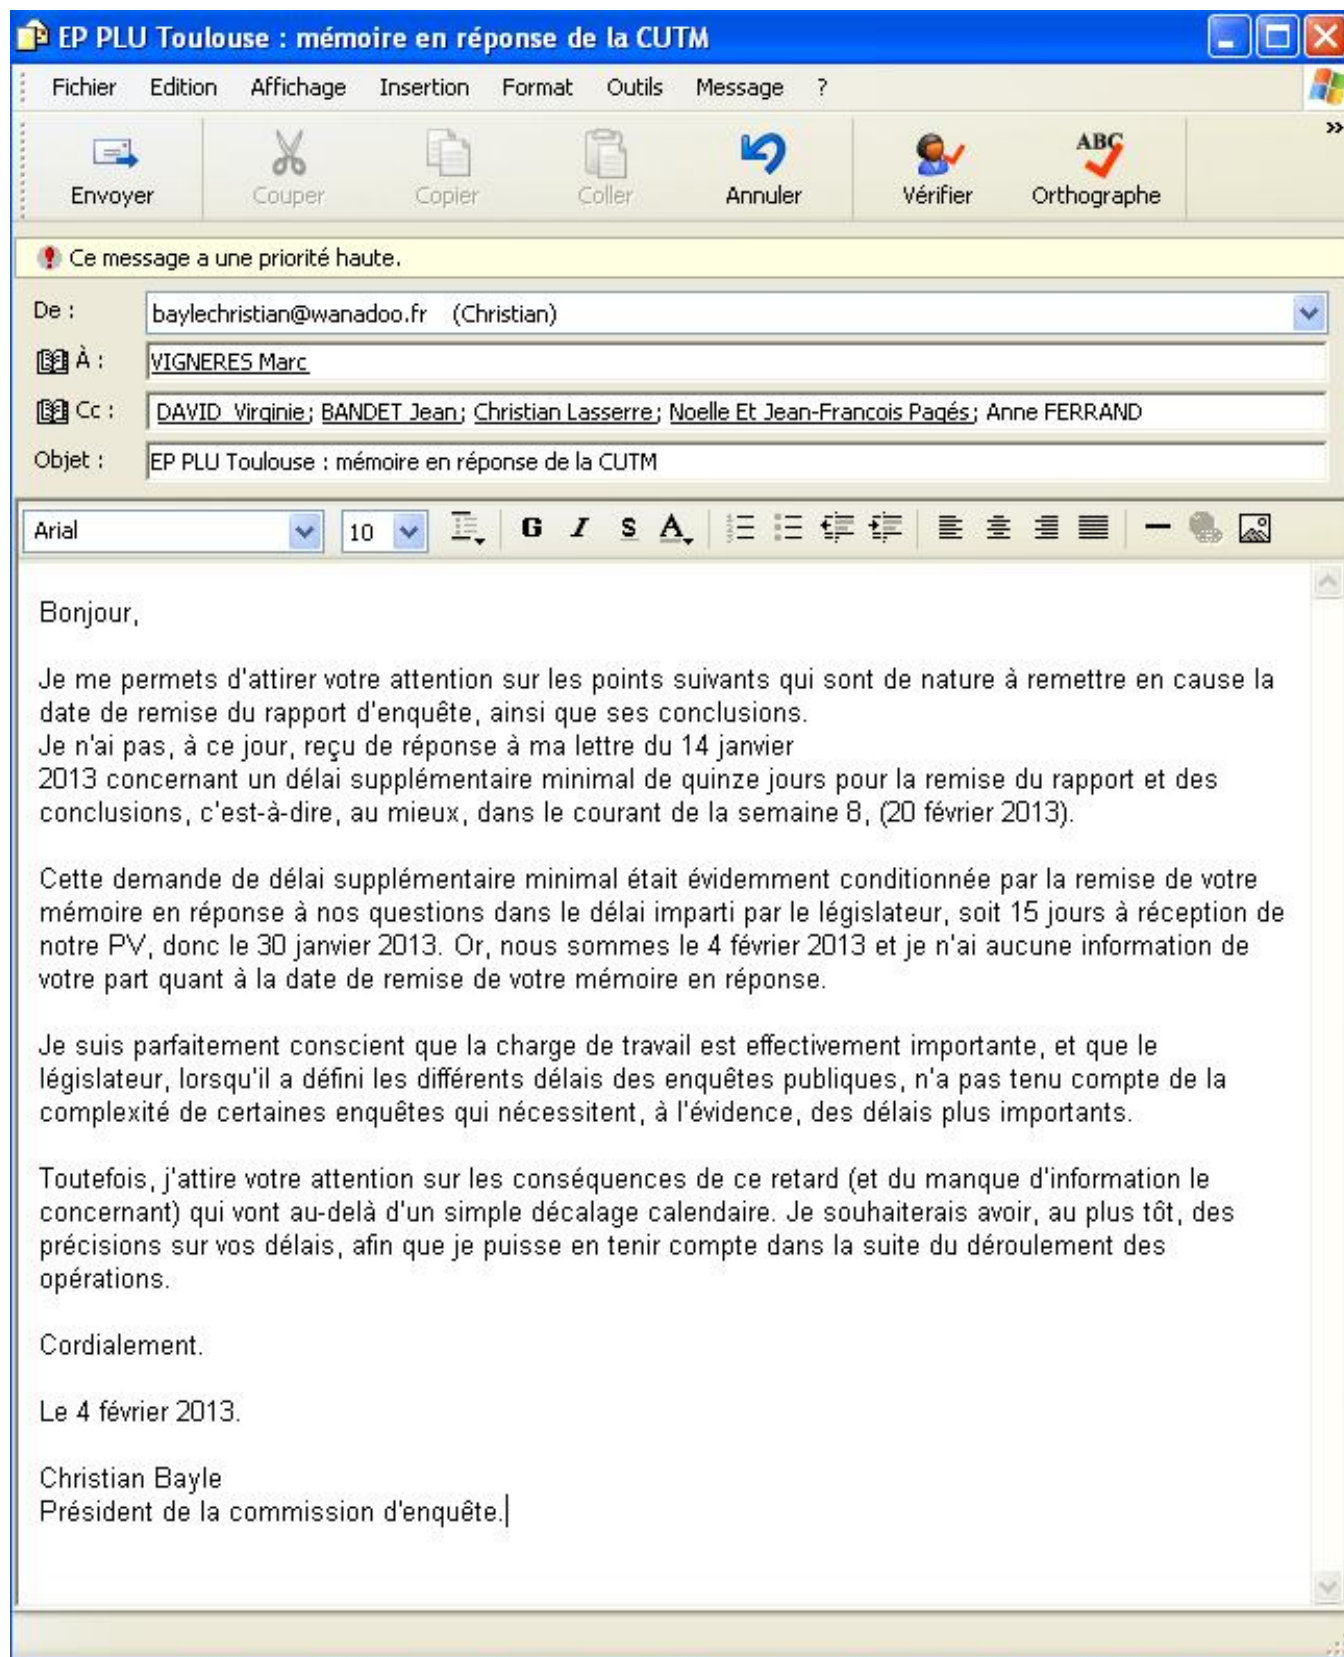 EP PLU Toulouse : mémoire en réponse de la CUTM
Fichier Edition Affichage Insertion Format Outils Message ?
Envoyer Couper Copier Coller Annuler Vérifier ABC Orthographe »
Ce message a une priorité haute.
De : baylechristian@wanadoo.fr (Christian)
À : VIGNERES Marc
Cc : DAVID Virginie; BANDET Jean; Christian Lasserre; Noelle Et Jean-Francois Pagés; Anne FERRAND
Objet : EP PLU Toulouse : mémoire en réponse de la CUTM
Arial 10 G I S A
Bonjour,
Je me permets d'attirer votre attention sur les points suivants qui sont de nature à remettre en cause la
date de remise du rapport d'enquête, ainsi que ses conclusions.
Je n'ai pas, à ce jour, reçu de réponse à ma lettre du 14 janvier
2013 concernant un délai supplémentaire minimal de quinze jours pour la remise du rapport et des
conclusions, c'est-à-dire, au mieux, dans le courant de la semaine 8, (20 février 2013).
Cette demande de délai supplémentaire minimal était évidemment conditionnée par la remise de votre
mémoire en réponse à nos questions dans le délai imparti par le législateur, soit 15 jours à réception de
notre PV, donc le 30 janvier 2013. Or, nous sommes le 4 février 2013 et je n'ai aucune information de
votre part quant à la date de remise de votre mémoire en réponse.
Je suis parfaitement conscient que la charge de travail est effectivement importante, et que le
législateur, lorsqu'il a défini les différents délais des enquêtes publiques, n'a pas tenu compte de la
complexité de certaines enquêtes qui nécessitent, à l'évidence, des délais plus importants.
Toutefois, j'attire votre attention sur les conséquences de ce retard (et du manque d'information le
concernant) qui vont au-delà d'un simple décalage calendaire. Je souhaiterais avoir, au plus tôt, des
précisions sur vos délais, afin que je puisse en tenir compte dans la suite du déroulement des
opérations.
Cordialement.
Le 4 février 2013.
Christian Bayle
Président de la commission d'enquête.